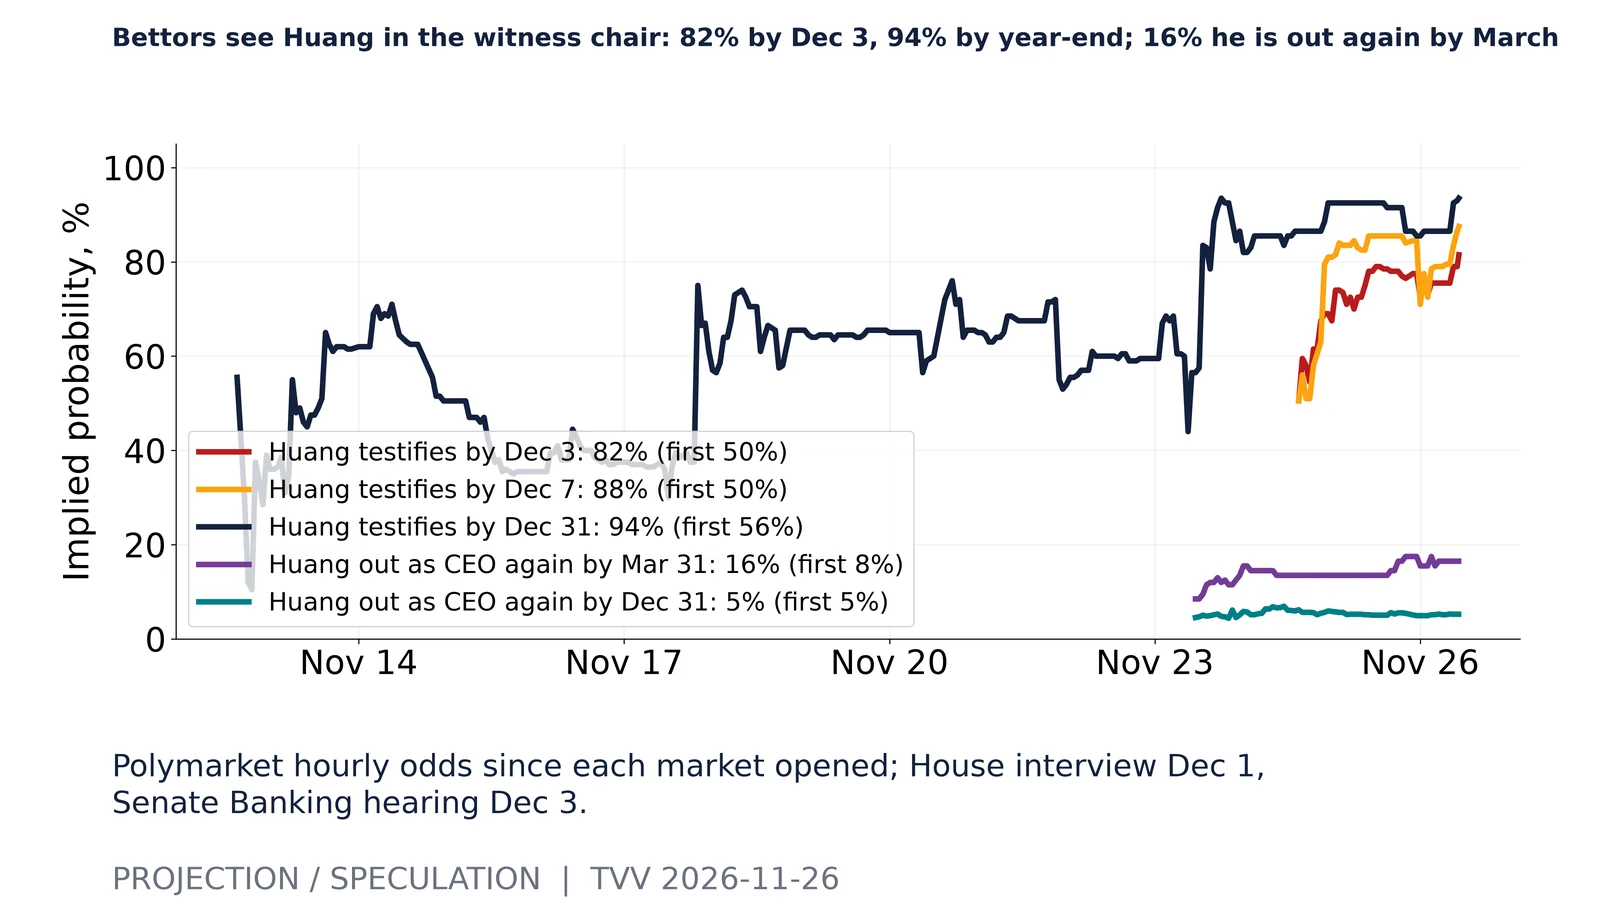 Bettors see Huang in the witness chair: 82% by Dec 3, 94% by year-end; 16% he is out again by March
Implied probability, %
100
80
60
40
20
0
Huang testifies by Dec 3: 82% (first 50%)
Huang testifies by Dec 7: 88% (first 50%)
Huang testifies by Dec 31: 94% (first 56%)
Huang out as CEO again by Mar 31: 16% (first 8%)
Huang out as CEO again by Dec 31: 5% (first 5%)
Nov 14
Nov 17
Nov 20
Nov 23
Nov 26
Polymarket hourly odds since each market opened; House interview Dec 1,
Senate Banking hearing Dec 3.
PROJECTION / SPECULATION | TVV 2026-11-26